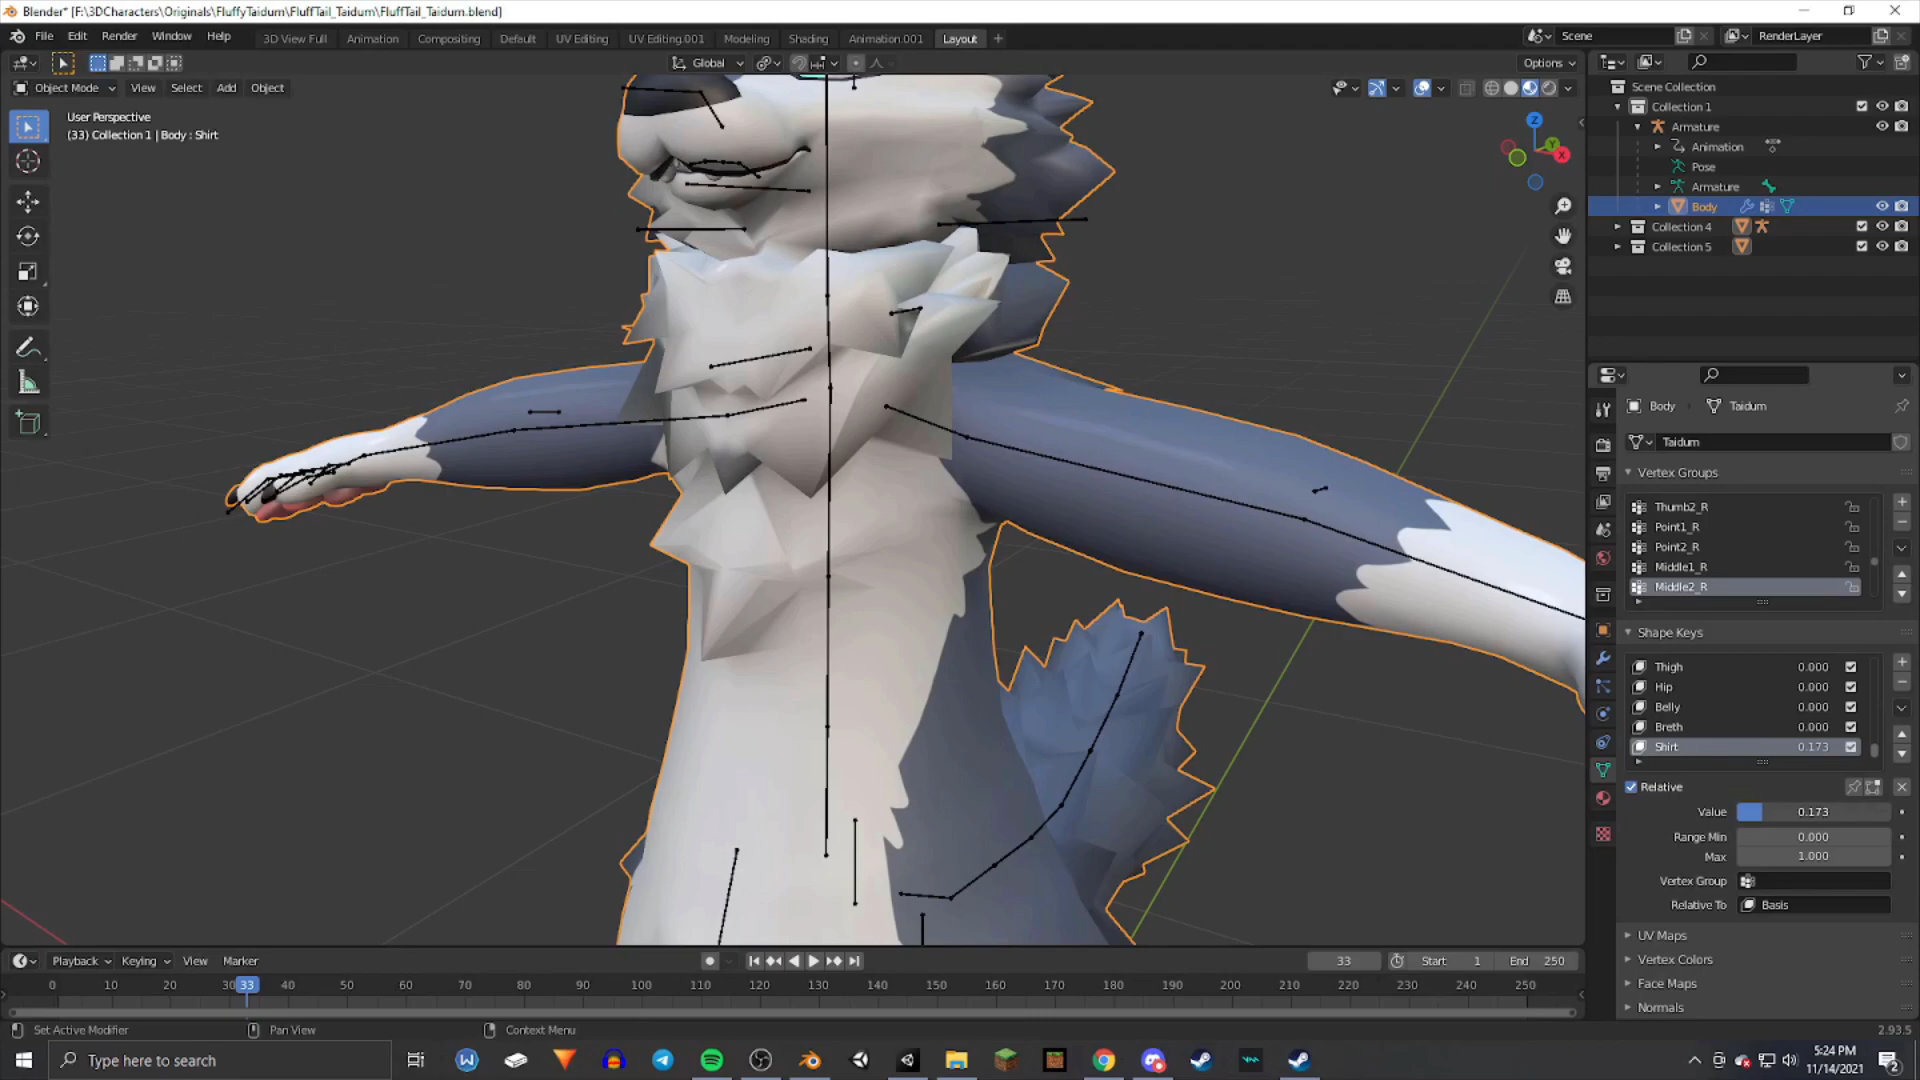 Blender* [F:\3DCharacters\Originals\FluffyTaidum\FluffTail_Taidum\FluffTail_Taidum.blend]
File Edit Render Window Help
3D View Full Animation Compositing Default UV Editing UV Editing.001 Modeling Shading Animation.001 Layout +
Scene RenderLayer
Global
Options
Object Mode View Select Add Object
User Perspective
(33) Collection 1 | Body : Shirt
Z
Y
X
Scene Collection
Collection 1
Armature
Animation
Pose
Armature
Body
Collection 4
Collection 5
Body Taidum
Taidum
Vertex Groups
Thumb2_R
Point1_R
Point2_R
Middle1_R
Middle2_R
Shape Keys
Thigh 0.000
Hip 0.000
Belly 0.000
Breth 0.000
Shirt 0.173
Relative
Value 0.173
Range Min 0.000
Max 1.000
Vertex Group
Relative To Basis
UV Maps
Vertex Colors
Face Maps
Normals
Playback Keying View Marker
33 Start 1 End 250
0 10 20 30 33 40 50 60 70 80 90 100 110 120 130 140 150 160 170 180 190 200 210 220 230 240 250
Set Active Modifier Pan View Context Menu
2.93.5
Type here to search
5:24 PM
11/14/2021
2